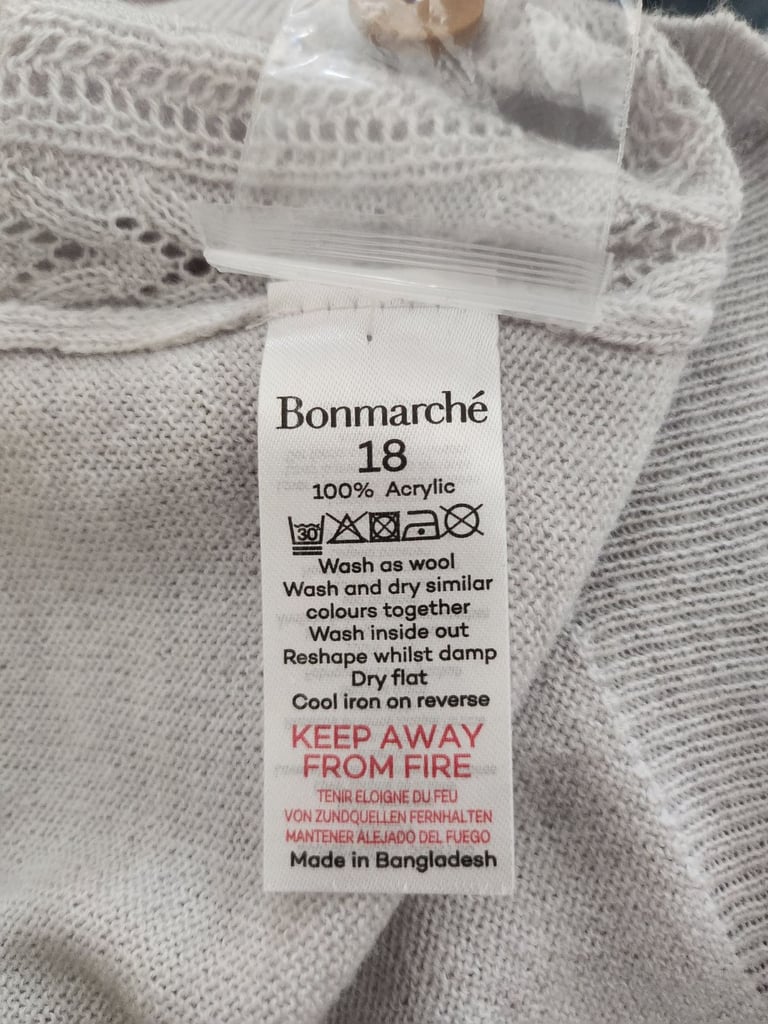 Bonmarché
18
100% Acrylic
30
Wash as wool
Wash and dry similar
colours together
Wash inside out
Reshape whilst damp
Dry flat
Cool iron on reverse
KEEP AWAY
FROM FIRE
TENIR ELOIGNE DU FEU
VON ZUNDQUELLEN FERNHALTEN
MANTENER ALEJADO DEL FUEGO
Made in Bangladesh